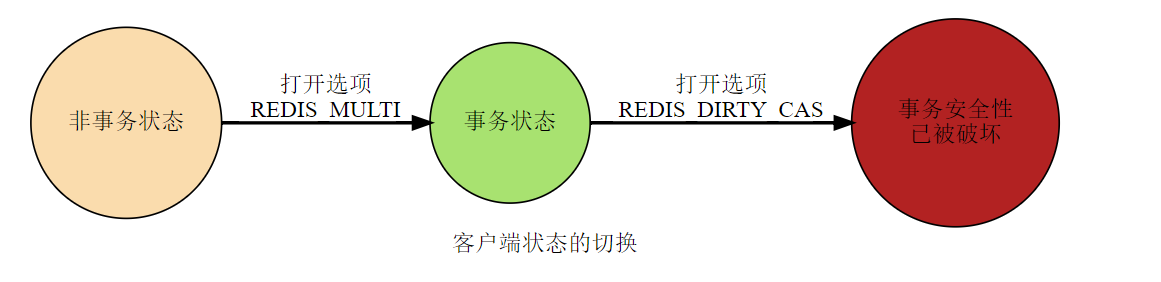 非事务状态
打开选项
REDIS_MULTI
事务状态
打开选项
REDIS_DIRTY_CAS
事务安全性
已被破坏
客户端状态的切换